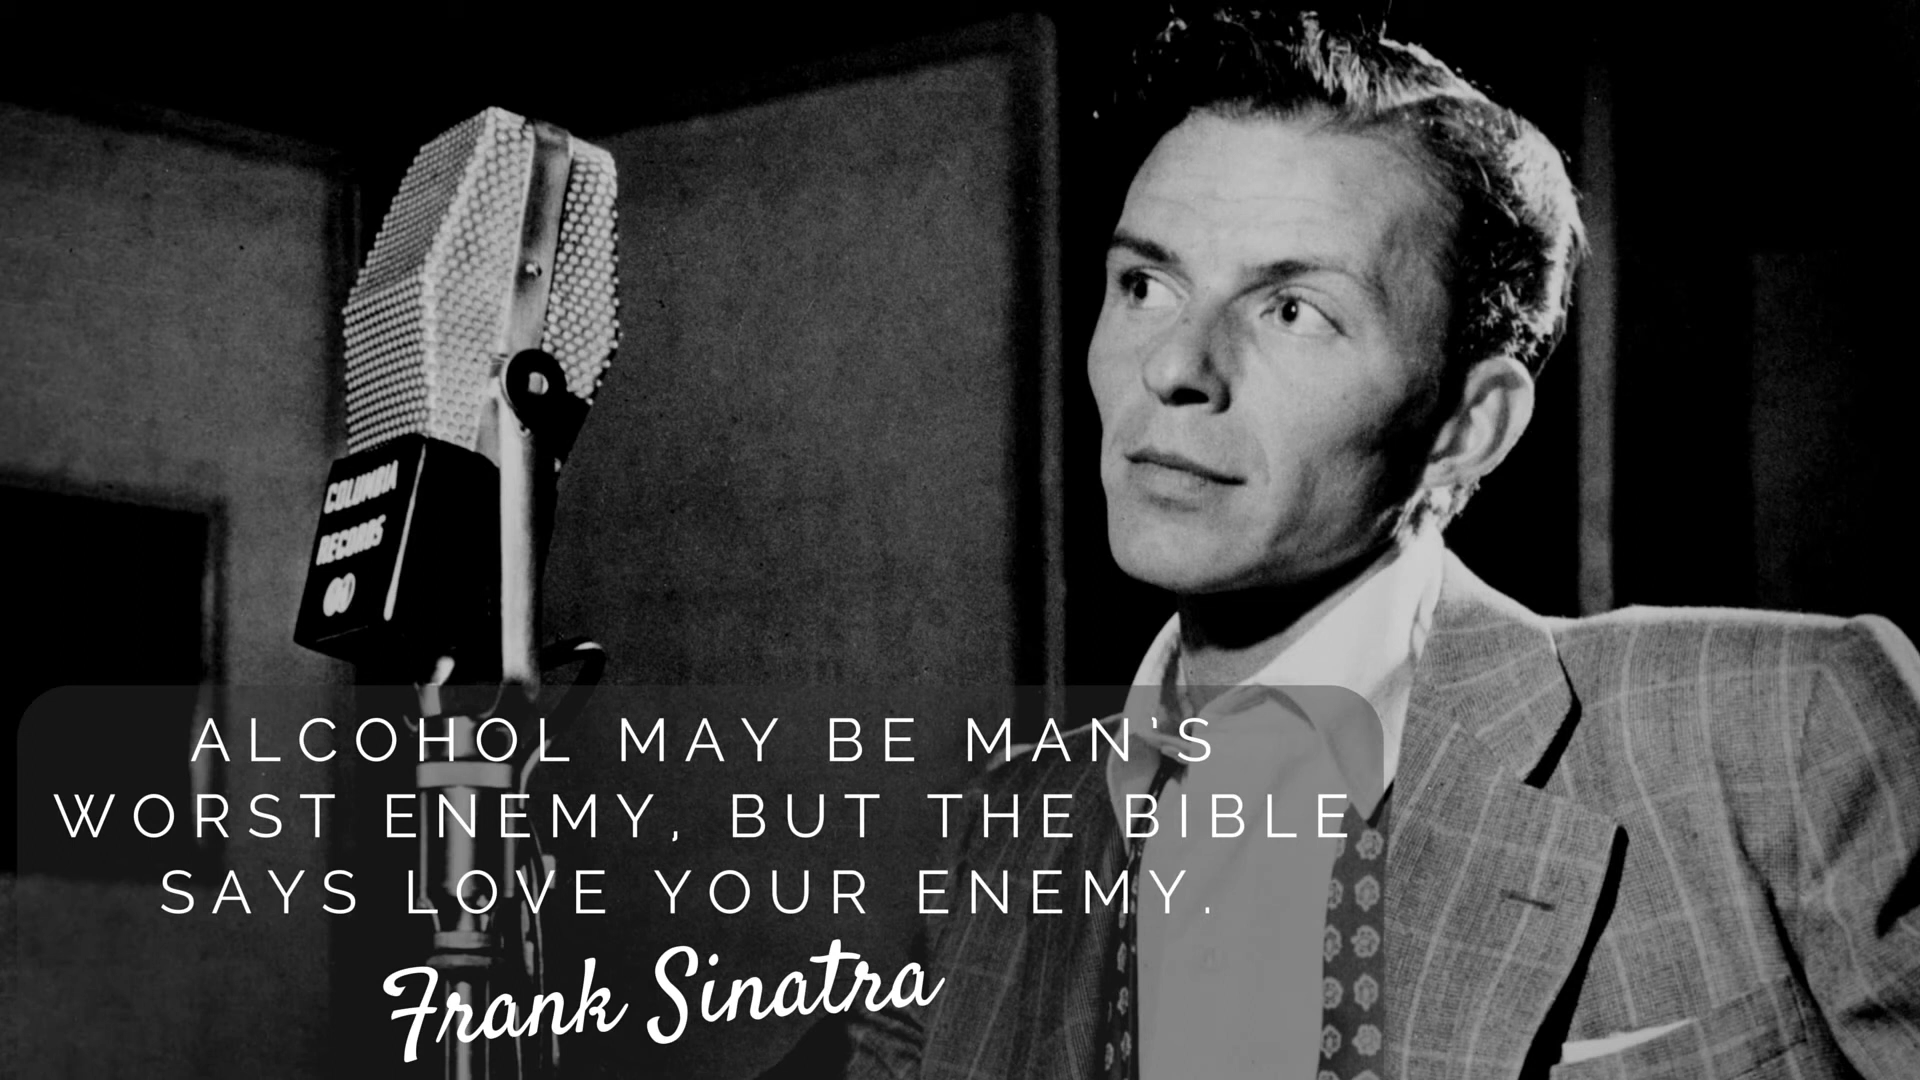 COLUMBIA
RECORDS
ALCOHOL MAY BE MAN'S
WORST ENEMY, BUT THE BIBLE
SAYS LOVE YOUR ENEMY.
Frank Sinatra